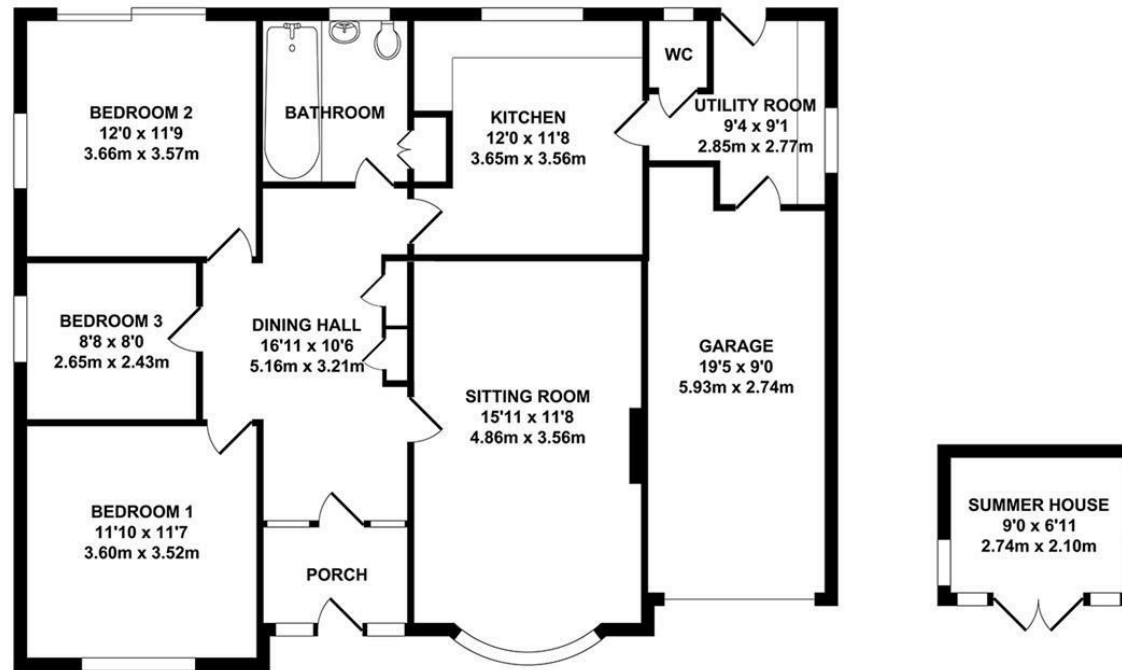 BEDROOM 2
12'0 x 11'9
3.66m x 3.57m
BATHROOM
KITCHEN
12'0 x 11'8
3.65m x 3.56m
WC
UTILITY ROOM
9'4 x 9'1
2.85m x 2.77m
BEDROOM 3
8'8 x 8'0
2.65m x 2.43m
DINING HALL
16'11 x 10'6
5.16m x 3.21m
SITTING ROOM
15'11 x 11'8
4.86m x 3.56m
GARAGE
19'5 x 9'0
5.93m x 2.74m
BEDROOM 1
11'10 x 11'7
3.60m x 3.52m
PORCH
SUMMER HOUSE
9'0 x 6'11
2.74m x 2.10m